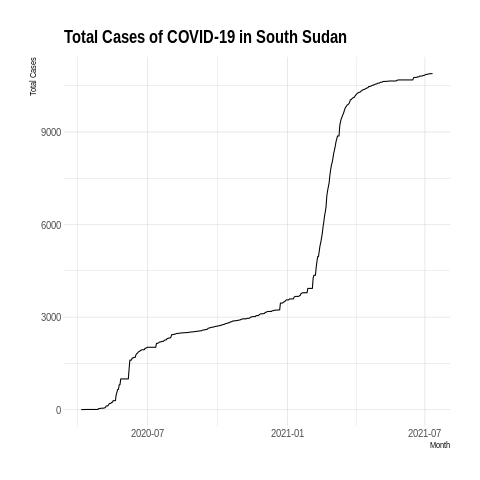 Total Cases of COVID-19 in South Sudan
Total Cases
9000
6000
3000
0
2020-07 2021-01 2021-07
Month